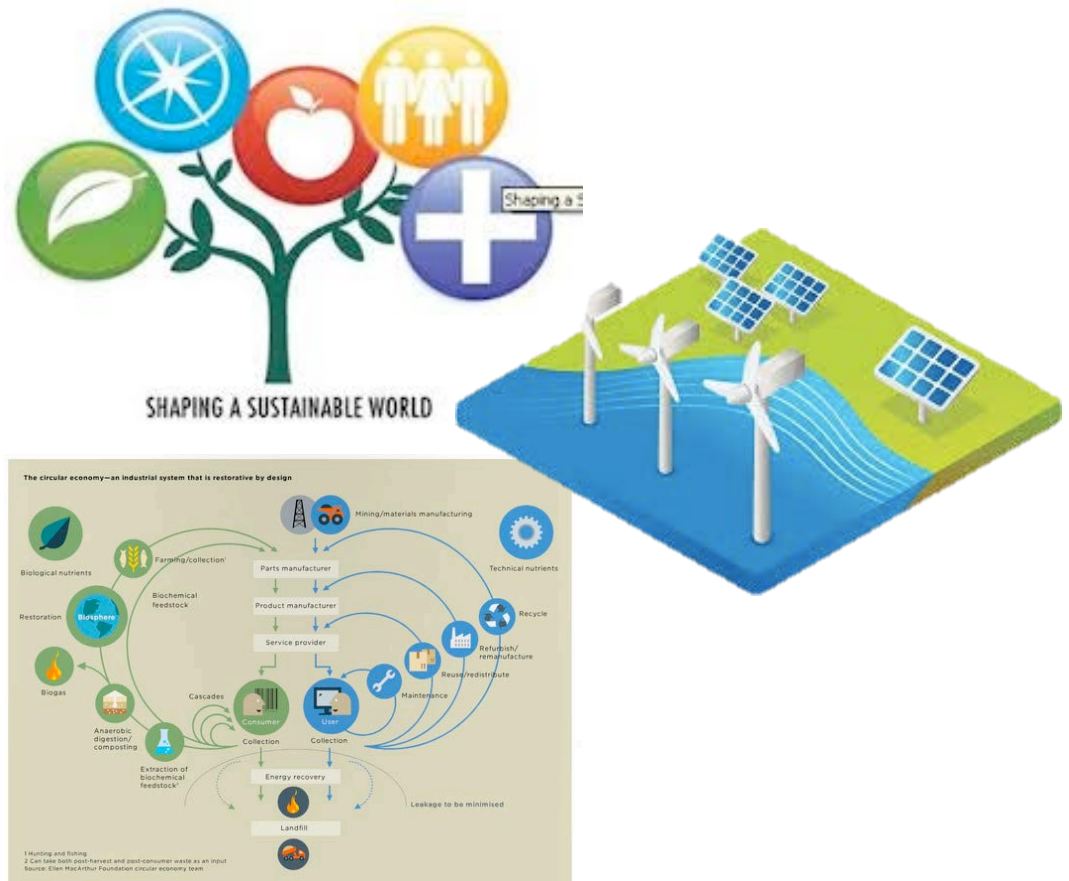 Shaping a S
SHAPING A SUSTAINABLE WORLD
The circular economy—an industrial system that is restorative by design
Mining/materials manufacturing
Biological nutrients
Farming/collection¹
Parts manufacturer
Technical nutrients
Biochemical
feedstock
Product manufacturer
Restoration
Biosphere
Recycle
Service provider
Refurbish/
remanufacture
Reuse/redistribute
Biogas
Maintenance
Cascades
Consumer
User
Anaerobic
digestion/
composting
Collection
Collection
Extraction of
biochemical
feedstock²
Energy recovery
Leakage to be minimised
Landfill
1 Hunting and fishing
2 Can take both post-harvest and post-consumer waste as an input
Source: Ellen MacArthur Foundation circular economy team